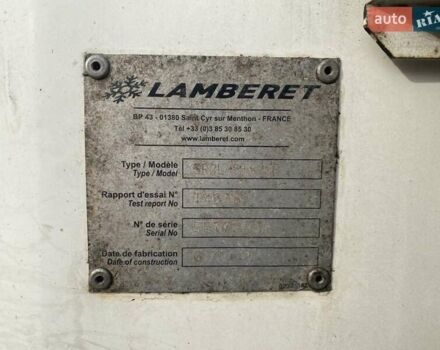 auto RIA
LAMBERET
BP 43 - 01380 Saint Cyr sur Menthon - FRANCE
Tél +33 (0)3 85 30 85 30
www.lamberet.com
Type / Modèle
Type / Model
Rapport d'essai N°
Test report No
N° de série
Serial No
Date de fabrication
Date of construction